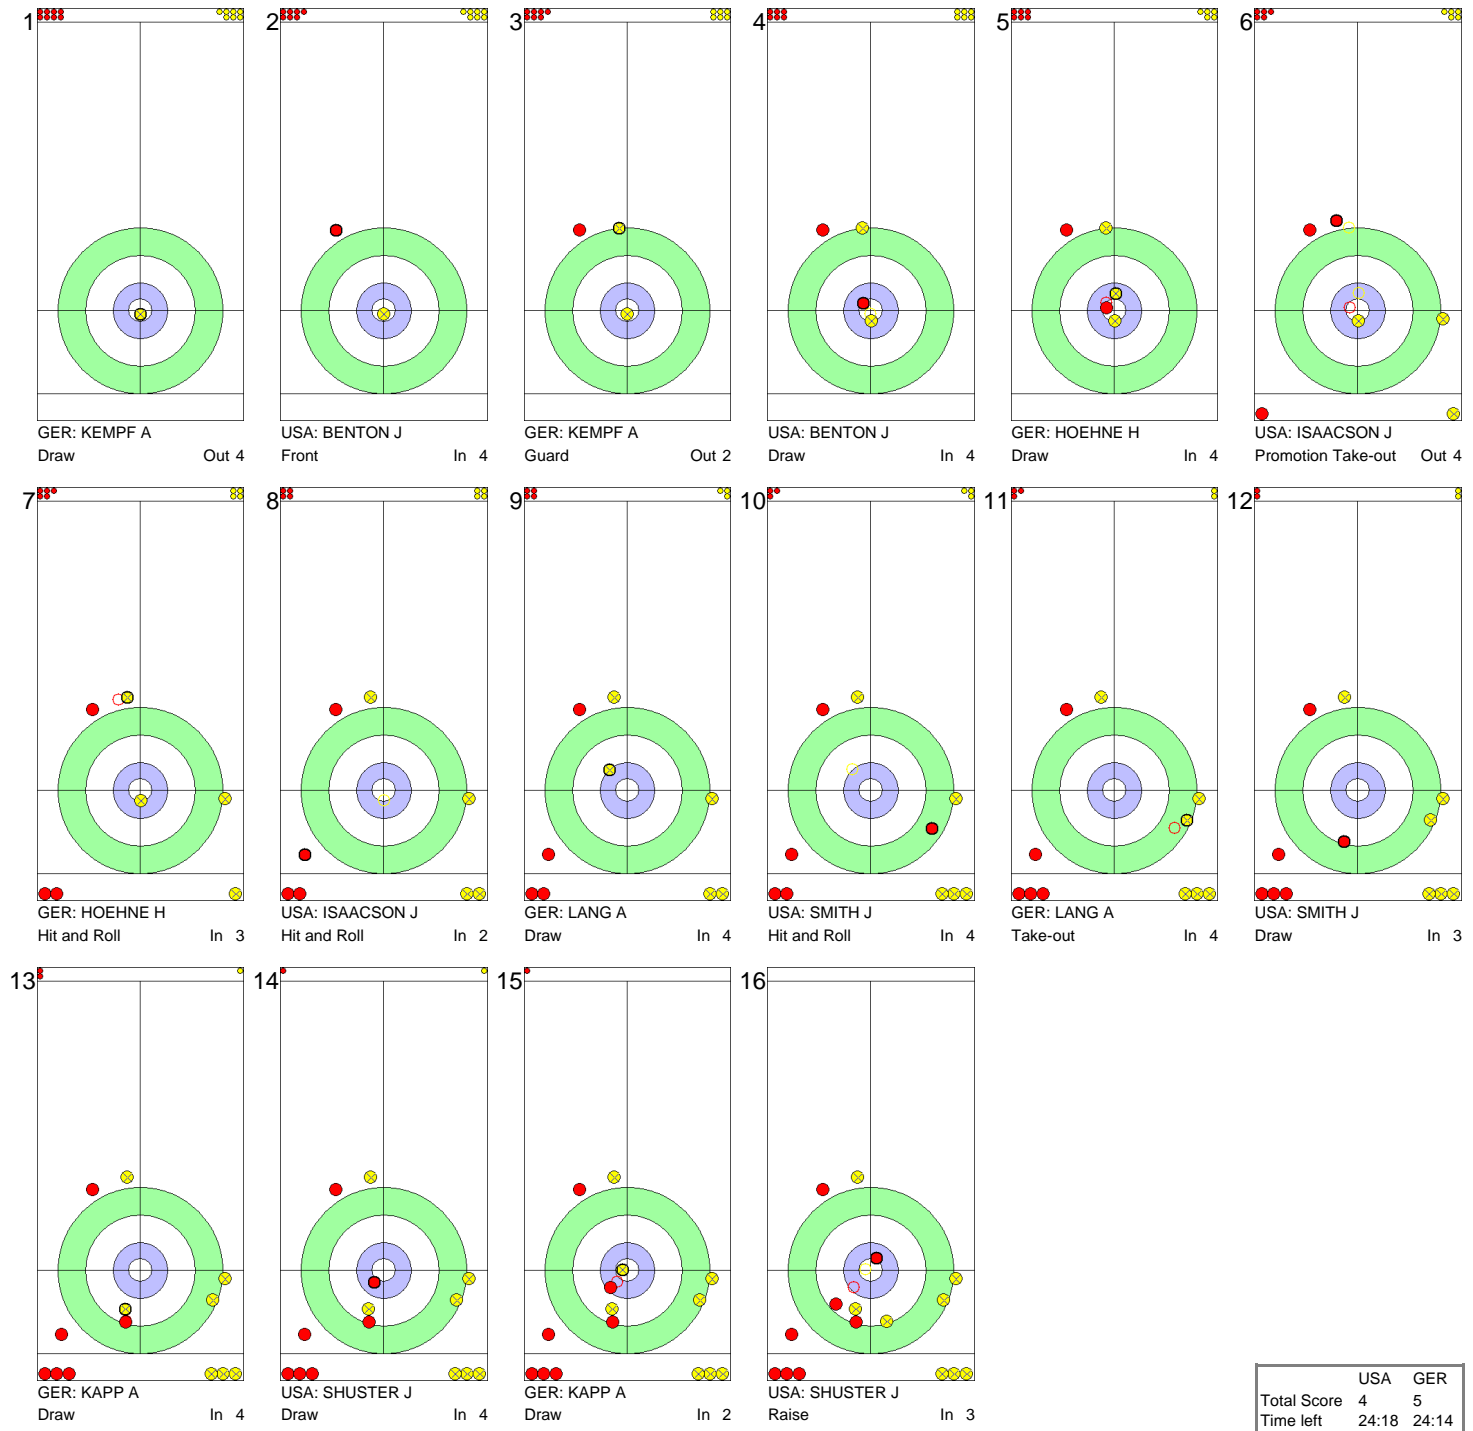 1 2 3 4 5 6
GER: KEMPF A USA: BENTON J GER: KEMPF A USA: BENTON J GER: HOEHNE H USA: ISAACSON J
Draw Out 4 Front In 4 Guard Out 2 Draw In 4 Draw In 4 Promotion Take-out Out 4
7 8 9 10 11 12
GER: HOEHNE H USA: ISAACSON J GER: LANG A USA: SMITH J GER: LANG A USA: SMITH J
Hit and Roll In 3 Hit and Roll In 2 Draw In 4 Hit and Roll In 4 Take-out In 4 Draw In 3
13 14 15 16
GER: KAPP A USA: SHUSTER J GER: KAPP A USA: SHUSTER J
Draw In 4 Draw In 4 Draw In 2 Raise In 3
USA GER
Total Score 4 5
Time left 24:18 24:14